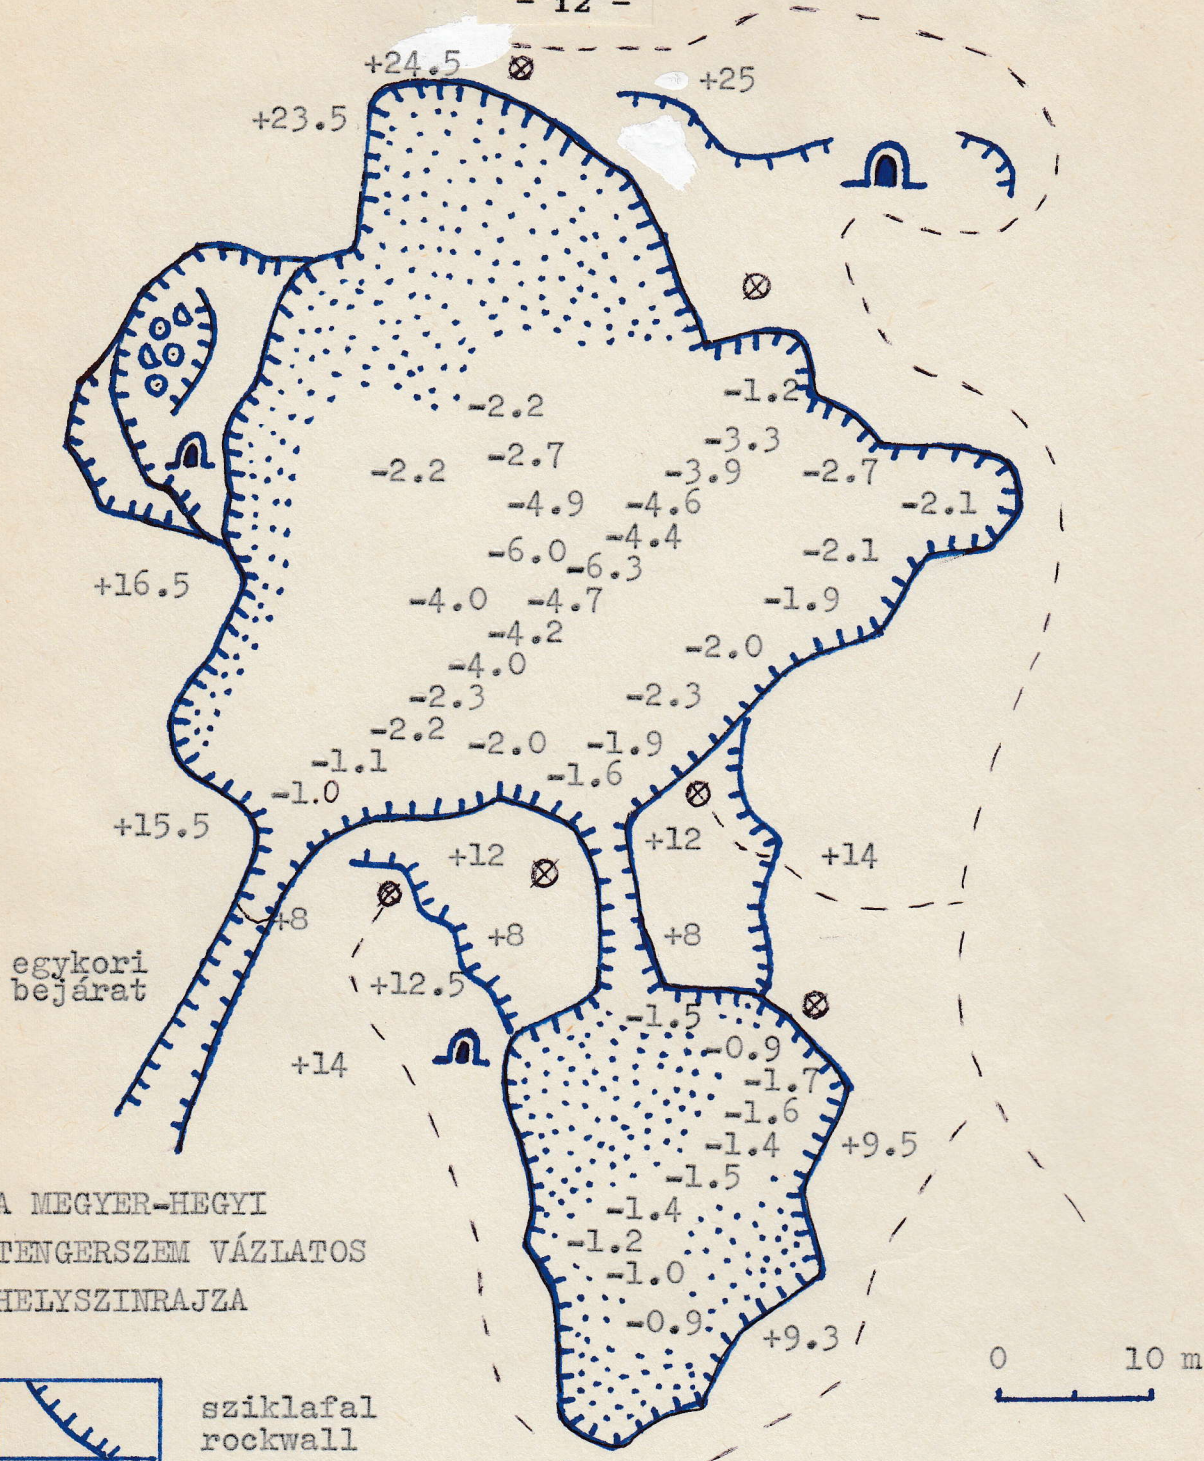 - 12 -
+24.5
+25
+23.5
-1.2
-2.2
-3.3
-2.7
-2.2 -3.9 -2.7
-4.9 -4.6 -2.1
-4.4
-6.0 -2.1
-6.3
+16.5
-4.0 -4.7 -1.9
-4.2
-2.0
-4.0
-2.3 -2.3
-2.2 -2.0 -1.9
-1.1
-1.6
-1.0
+15.5
+12
+12 +14
+8
+8 +8
egykori
bejárat
+12.5
-1.5
-0.9
+14
-1.7
-1.6
-1.4 +9.5
-1.5
A MEGYER-HEGYI
-1.4
TENGERSZEM VÁZLATOS
-1.2
-1.0
HELYSZINRAJZA
-0.9
+9.3
0 10 m
sziklafal
rockwall